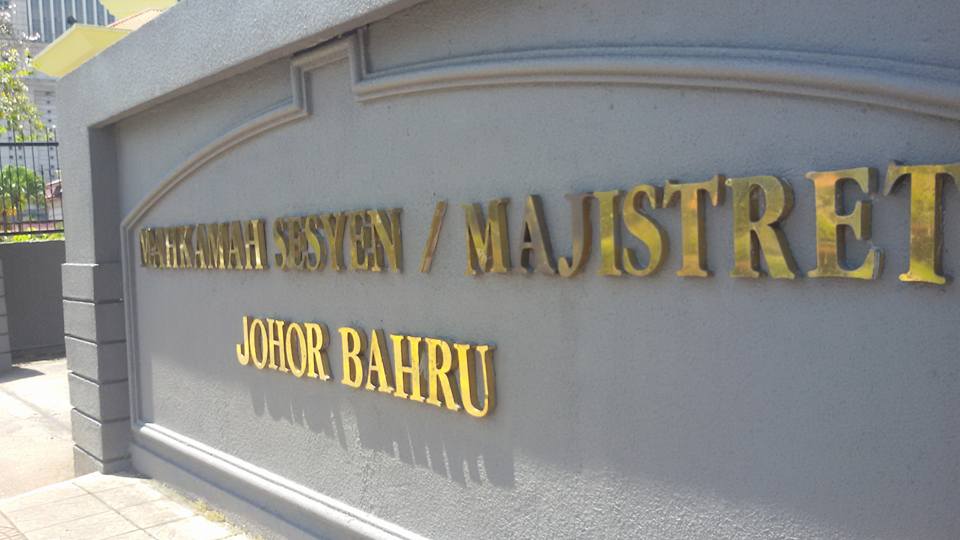 MAHKAMAH SESYEN / MAJISTRET
JOHOR BAHRU